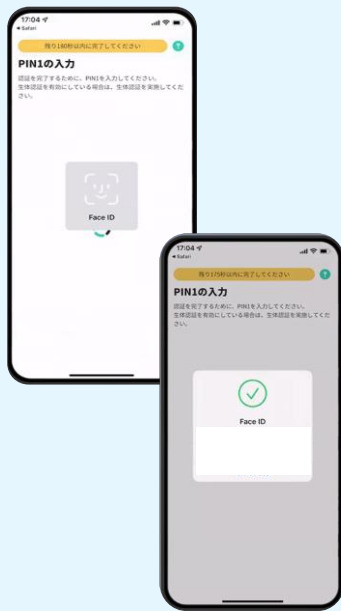 17:04
◂ Safari
残り180秒以内に完了してください
PIN1の入力
認証を完了するために、PIN1を入力してください。
生体認証を有効にしている場合は、生体認証を実施してくだ
さい。
Face ID
17:04
◂ Safari
残り175秒以内に完了してください
PIN1の入力
認証を完了するために、PIN1を入力してください。
生体認証を有効にしている場合は、生体認証を実施してくだ
さい。
Face ID